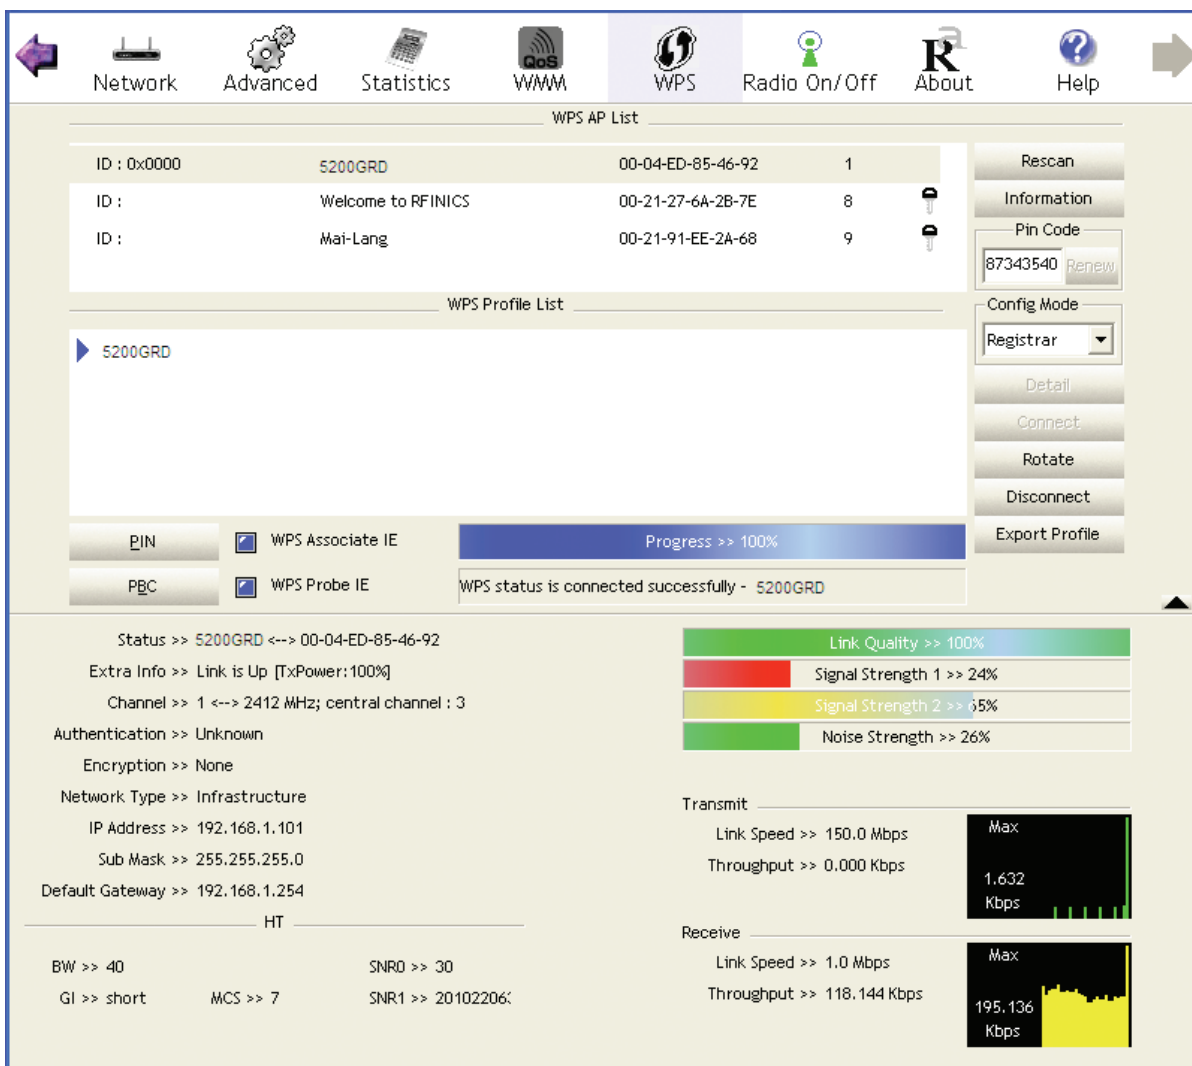 Network Advanced Statistics QoS WMM WPS Radio On/Off Ra About Help
WPS AP List
ID : 0x0000 5200GRD 00-04-ED-85-46-92 1
ID : Welcome to RFINICS 00-21-27-6A-2B-7E 8
ID : Mai-Lang 00-21-91-EE-2A-68 9
Rescan
Information
Pin Code
87343540 Renew
Config Mode
Registrar
Detail
Connect
Rotate
Disconnect
Export Profile
WPS Profile List
5200GRD
PIN WPS Associate IE Progress >> 100%
PBC WPS Probe IE WPS status is connected successfully - 5200GRD
Status >> 5200GRD <--> 00-04-ED-85-46-92
Extra Info >> Link is Up [TxPower:100%]
Channel >> 1 <--> 2412 MHz; central channel : 3
Authentication >> Unknown
Encryption >> None
Network Type >> Infrastructure
IP Address >> 192.168.1.101
Sub Mask >> 255.255.255.0
Default Gateway >> 192.168.1.254
HT
BW >> 40 SNR0 >> 30
GI >> short MCS >> 7 SNR1 >> 20102206
Link Quality >> 100%
Signal Strength 1 >> 24%
Signal Strength 2 >> 65%
Noise Strength >> 26%
Transmit
Link Speed >> 150.0 Mbps
Throughput >> 0.000 Kbps
Max
1.632
Kbps
Receive
Link Speed >> 1.0 Mbps
Throughput >> 118.144 Kbps
Max
195.136
Kbps